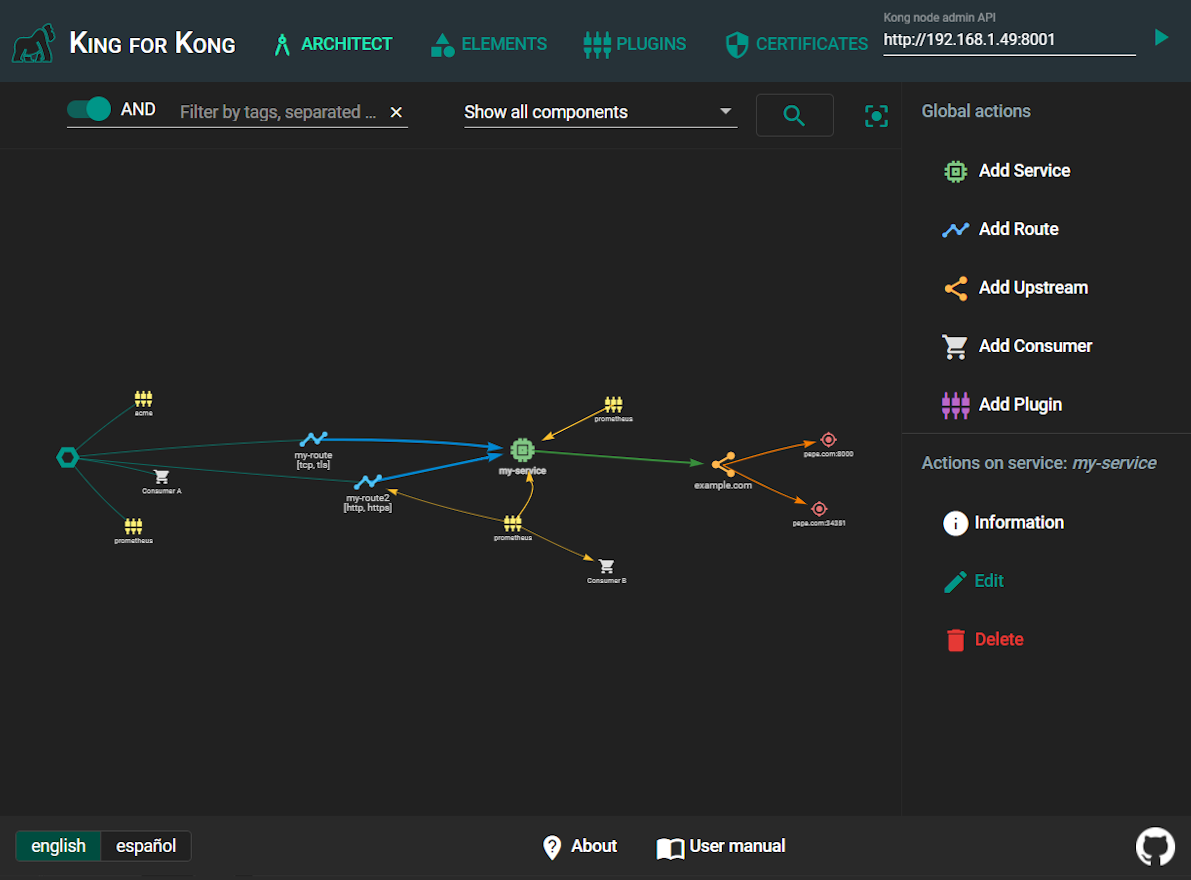 King for Kong
ARCHITECT
ELEMENTS
PLUGINS
CERTIFICATES
Kong node admin API
http://192.168.1.49:8001
AND
Filter by tags, separated ...
Show all components
Global actions
Add Service
Add Route
Add Upstream
Add Consumer
Add Plugin
Actions on service: my-service
Information
Edit
Delete
acme
Consumer A
prometheus
my-route
[tcp, tls]
my-route2
[http, https]
prometheus
my-service
prometheus
Consumer B
example.com
pepe.com:8000
pepe.com:34351
english
español
About
User manual